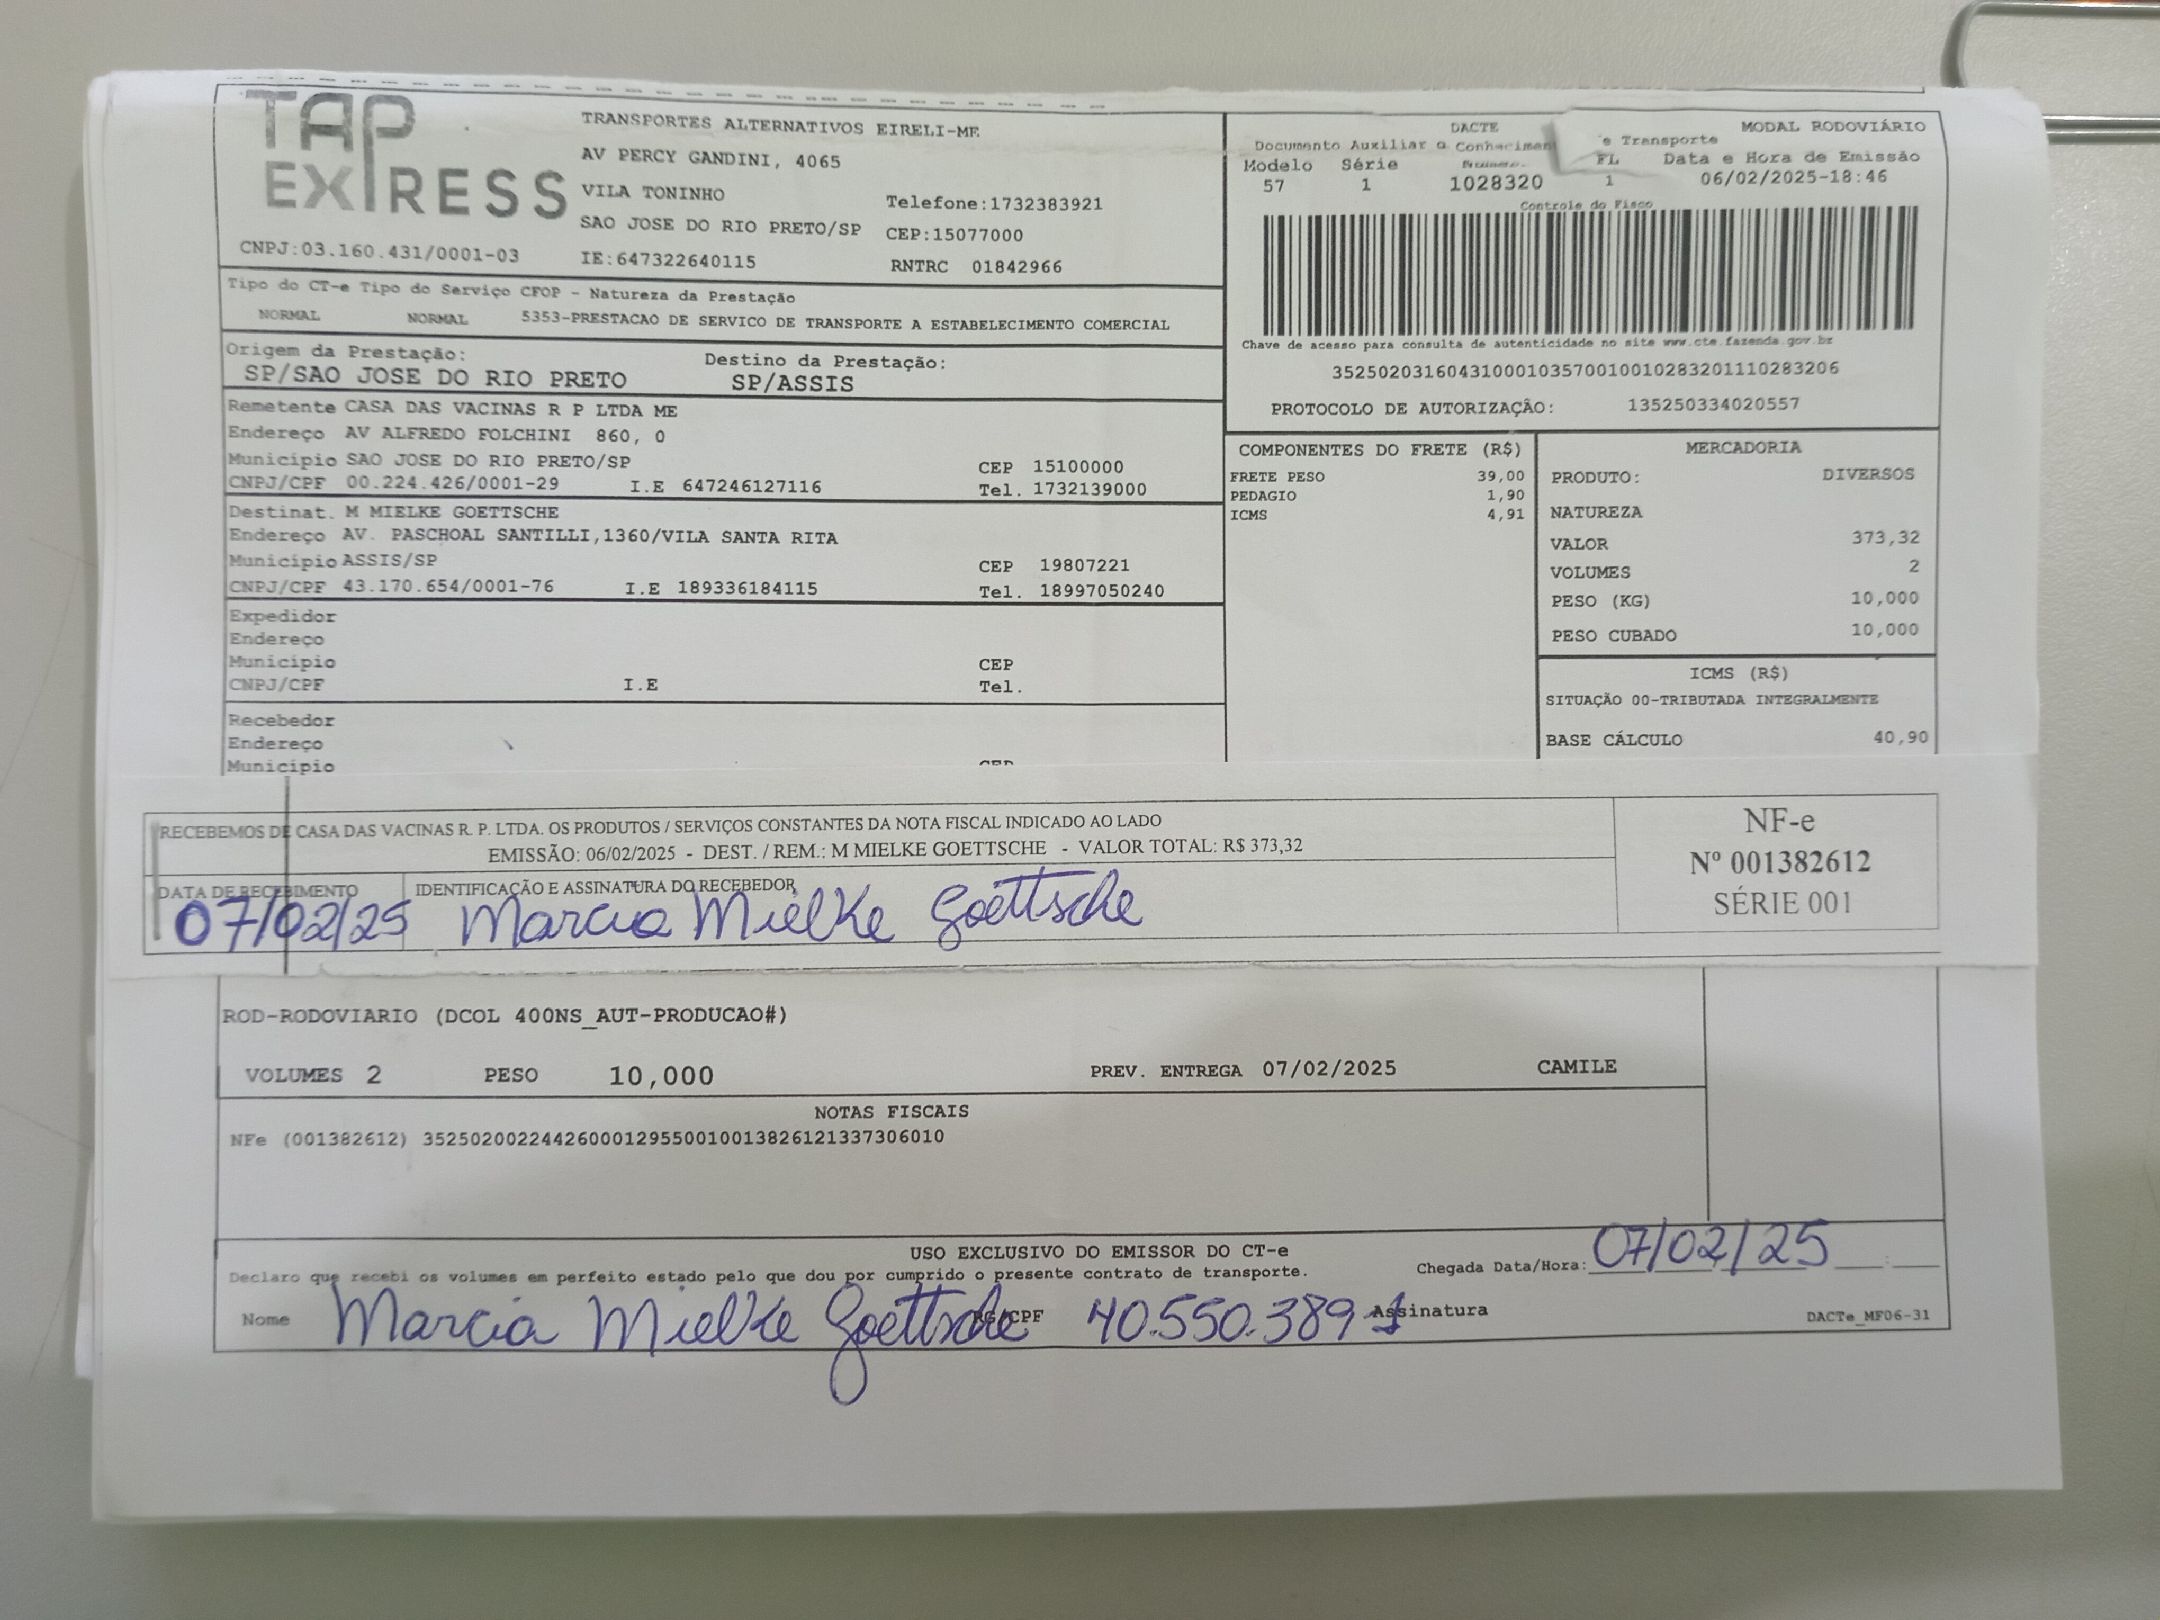 TAP
EXPRESS
TRANSPORTES ALTERNATIVOS EIRELI-ME
AV PERCY GANDINI, 4065
VILA TONINHO
Telefone:1732383921
SAO JOSE DO RIO PRETO/SP CEP:15077000
CNPJ:03.160.431/0001-03 IE:647322640115 RNTRC 01842966
DACTE MODAL RODOVIÁRIO
Documento Auxiliar Conhecimen e Transporte
Modelo Série FL Data e Hora de Emissão
57 1 1028320 1 06/02/2025-18:46
Controle do Fisco
Chave de acesso para consulta de autenticidade no site www.cte.fazenda.gov.br
35250203160431000103570010010283201110283206
PROTOCOLO DE AUTORIZAÇÃO: 135250334020557
Tipo do CT-e Tipo do Serviço CFOP - Natureza da Prestação
NORMAL NORMAL 5353-PRESTACAO DE SERVICO DE TRANSPORTE A ESTABELECIMENTO COMERCIAL
Origem da Prestação: Destino da Prestação:
SP/SAO JOSE DO RIO PRETO SP/ASSIS
Remetente CASA DAS VACINAS R P LTDA ME
Endereço AV ALFREDO FOLCHINI 860, 0
Município SAO JOSE DO RIO PRETO/SP CEP 15100000
CNPJ/CPF 00.224.426/0001-29 I.E 647246127116 Tel. 1732139000
Destinat. M MIELKE GOETTSCHE
Endereço AV. PASCHOAL SANTILLI,1360/VILA SANTA RITA
Município ASSIS/SP CEP 19807221
CNPJ/CPF 43.170.654/0001-76 I.E 189336184115 Tel. 18997050240
Expedidor
Endereço
Município CEP
CNPJ/CPF I.E Tel.
Recebedor
Endereço
Município CEP
COMPONENTES DO FRETE (R$)
FRETE PESO 39,00
PEDAGIO 1,90
ICMS 4,91
MERCADORIA
PRODUTO: DIVERSOS
NATUREZA
VALOR 373,32
VOLUMES 2
PESO (KG) 10,000
PESO CUBADO 10,000
ICMS (R$)
SITUAÇÃO 00-TRIBUTADA INTEGRALMENTE
BASE CÁLCULO 40,90
RECEBEMOS DE CASA DAS VACINAS R. P. LTDA. OS PRODUTOS / SERVIÇOS CONSTANTES DA NOTA FISCAL INDICADO AO LADO
EMISSÃO: 06/02/2025 - DEST. / REM.: M MIELKE GOETTSCHE - VALOR TOTAL: R$ 373,32
DATA DE RECEBIMENTO IDENTIFICAÇÃO E ASSINATURA DO RECEBEDOR
07/02/25 Marcia Mielke Goettsche
NF-e
Nº 001382612
SÉRIE 001
ROD-RODOVIARIO (DCOL 400NS_AUT-PRODUCAO#)
VOLUMES 2 PESO 10,000 PREV. ENTREGA 07/02/2025 CAMILE
NOTAS FISCAIS
NFe (001382612) 35250200224426000129550010013826121337306010
USO EXCLUSIVO DO EMISSOR DO CT-e
Declaro que recebi os volumes em perfeito estado pelo que dou por cumprido o presente contrato de transporte. Chegada Data/Hora: 07/02/25
Nome Marcia Mielke Goettsche RG/CPF 40.550.389-1 Assinatura DACTe_MF06-31